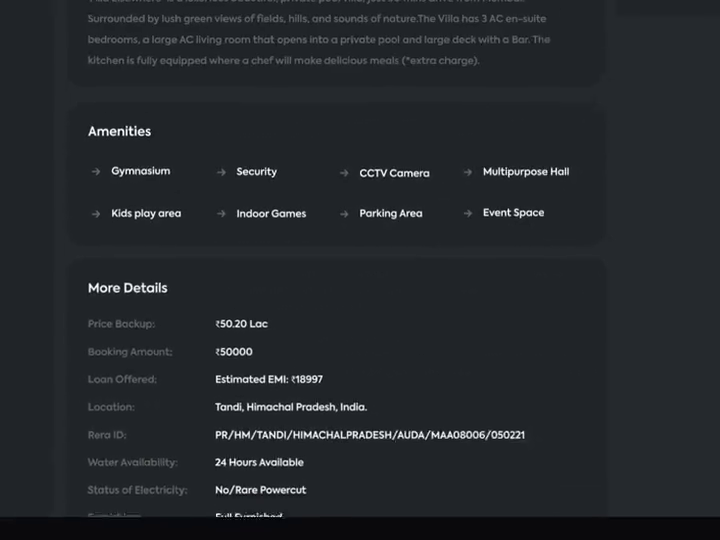 Surrounded by lush green views of fields, hills, and sounds of nature.The Villa has 3 AC en-suite
bedrooms, a large AC living room that opens into a private pool and large deck with a Bar. The
kitchen is fully equipped where a chef will make delicious meals (*extra charge).
Amenities
Gymnasium Security CCTV Camera Multipurpose Hall
Kids play area Indoor Games Parking Area Event Space
More Details
Price Backup: ₹50.20 Lac
Booking Amount: ₹50000
Loan Offered: Estimated EMI: ₹18997
Location: Tandi, Himachal Pradesh, India.
Rera ID: PR/HM/TANDI/HIMACHALPRADESH/AUDA/MAA08006/050221
Water Availability: 24 Hours Available
Status of Electricity: No/Rare Powercut
Full Furnished